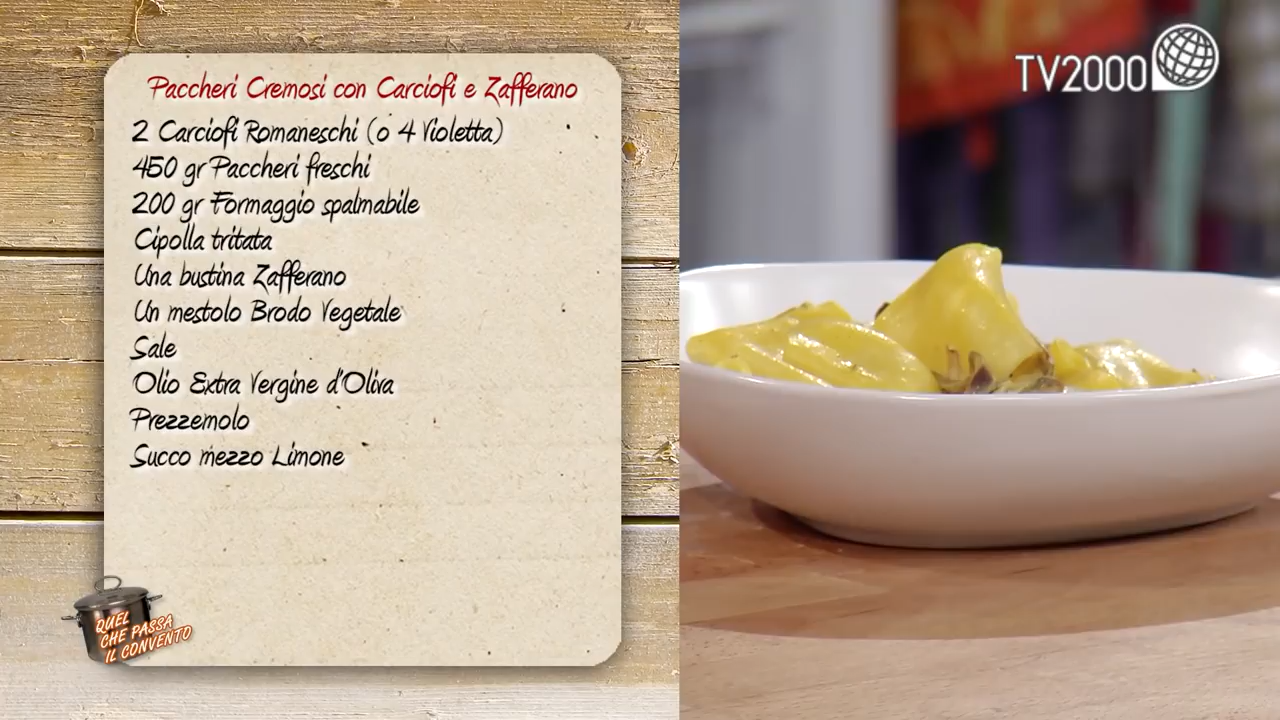 Paccheri Cremosi con Carciofi e Zafferano
2 Carciofi Romaneschi (o 4 Violetta)
450 gr Paccheri freschi
200 gr Formaggio spalmabile
Cipolla tritata
Una bustina Zafferano
Un mestolo Brodo Vegetale
Sale
Olio Extra Vergine d'Oliva
Prezzemolo
Succo mezzo Limone
QUEL
CHE PASSA
IL CONVENTO
TV2000